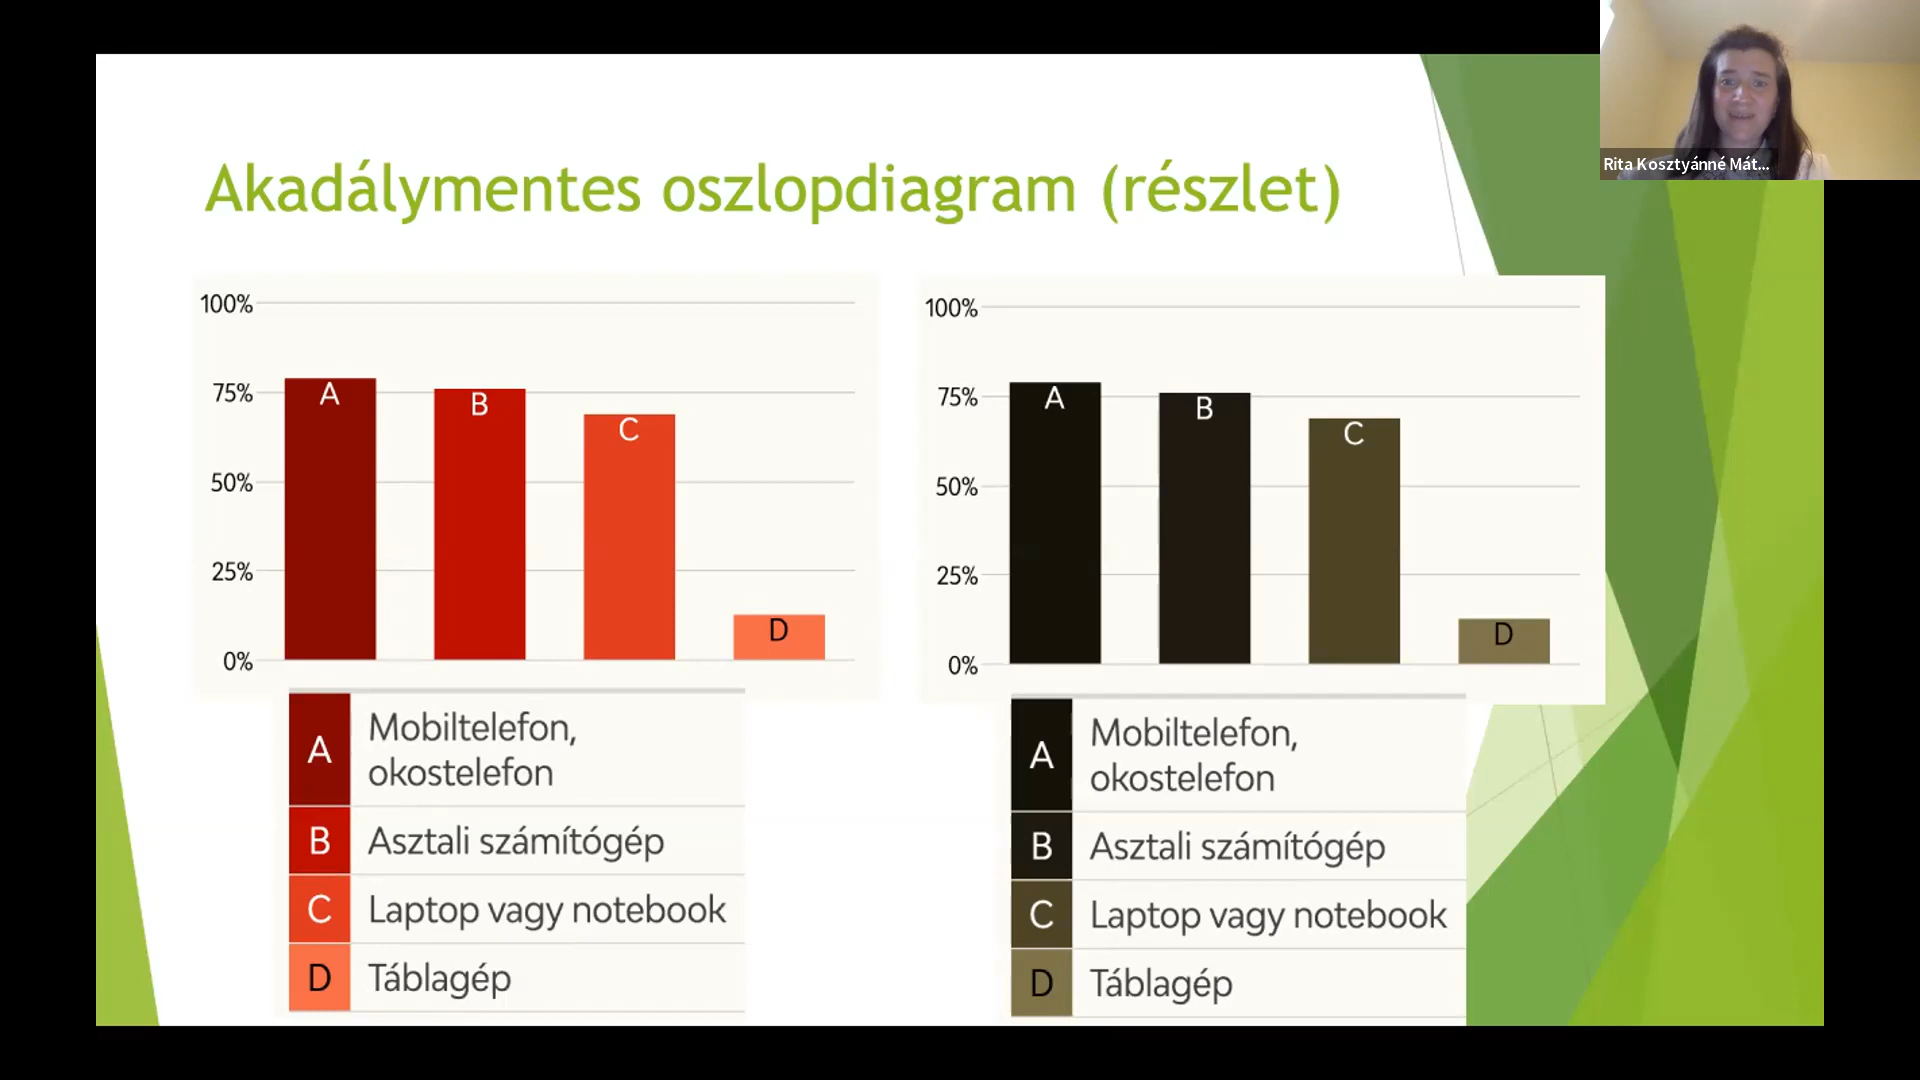 Rita Kosztyánné Mát...
Akadálymentes oszlopdiagram (részlet)
100%
75%
50%
25%
0%
A
B
C
D
A Mobiltelefon,
okostelefon
B Asztali számítógép
C Laptop vagy notebook
D Táblagép
100%
75%
50%
25%
0%
A
B
C
D
A Mobiltelefon,
okostelefon
B Asztali számítógép
C Laptop vagy notebook
D Táblagép